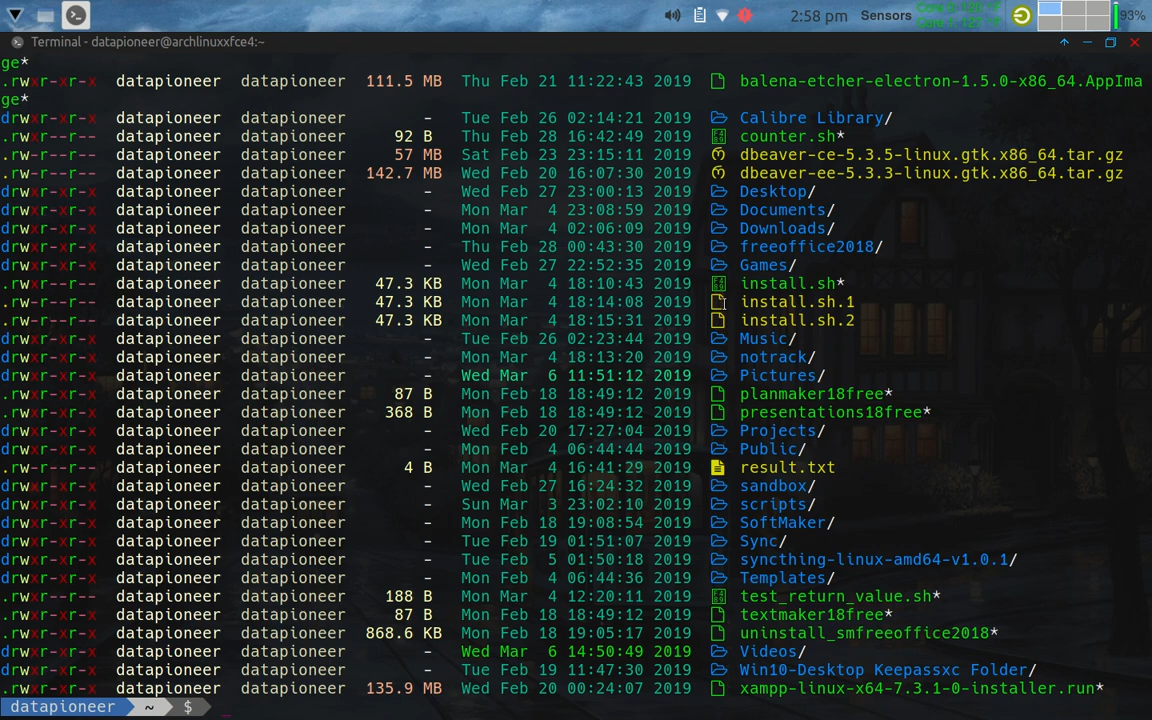 2:58 pm Sensors 93%
Terminal - datapioneer@archlinuxxfce4:~
ge*
.rwxr-xr-x datapioneer datapioneer 111.5 MB Thu Feb 21 11:22:43 2019 balena-etcher-electron-1.5.0-x86_64.AppIma
ge*
drwxr-xr-x datapioneer datapioneer - Tue Feb 26 02:14:21 2019 Calibre Library/
.rwxr--r-- datapioneer datapioneer 92 B Thu Feb 28 16:42:49 2019 counter.sh*
.rw-r--r-- datapioneer datapioneer 57 MB Sat Feb 23 23:15:11 2019 dbeaver-ce-5.3.5-linux.gtk.x86_64.tar.gz
.rw-r--r-- datapioneer datapioneer 142.7 MB Wed Feb 20 16:07:30 2019 dbeaver-ee-5.3.3-linux.gtk.x86_64.tar.gz
drwxr-xr-x datapioneer datapioneer - Wed Feb 27 23:00:13 2019 Desktop/
drwxr-xr-x datapioneer datapioneer - Mon Mar 4 23:08:59 2019 Documents/
drwxr-xr-x datapioneer datapioneer - Mon Mar 4 02:06:09 2019 Downloads/
drwxr-xr-x datapioneer datapioneer - Thu Feb 28 00:43:30 2019 freeoffice2018/
drwxr-xr-x datapioneer datapioneer - Wed Feb 27 22:52:35 2019 Games/
.rwxr--r-- datapioneer datapioneer 47.3 KB Mon Mar 4 18:10:43 2019 install.sh*
.rw-r--r-- datapioneer datapioneer 47.3 KB Mon Mar 4 18:14:08 2019 install.sh.1
.rw-r--r-- datapioneer datapioneer 47.3 KB Mon Mar 4 18:15:31 2019 install.sh.2
drwxr-xr-x datapioneer datapioneer - Tue Feb 26 02:23:44 2019 Music/
drwxr-xr-x datapioneer datapioneer - Mon Mar 4 18:13:20 2019 notrack/
drwxr-xr-x datapioneer datapioneer - Wed Mar 6 11:51:12 2019 Pictures/
.rwxr-xr-x datapioneer datapioneer 87 B Mon Feb 18 18:49:12 2019 planmaker18free*
.rwxr-xr-x datapioneer datapioneer 368 B Mon Feb 18 18:49:12 2019 presentations18free*
drwxr-xr-x datapioneer datapioneer - Wed Feb 20 17:27:04 2019 Projects/
drwxr-xr-x datapioneer datapioneer - Mon Feb 4 06:44:44 2019 Public/
.rw-r--r-- datapioneer datapioneer 4 B Mon Mar 4 16:41:29 2019 result.txt
drwxr-xr-x datapioneer datapioneer - Wed Feb 27 16:24:32 2019 sandbox/
drwxr-xr-x datapioneer datapioneer - Sun Mar 3 23:02:10 2019 scripts/
drwxr-xr-x datapioneer datapioneer - Mon Feb 18 19:08:54 2019 SoftMaker/
drwxr-xr-x datapioneer datapioneer - Tue Feb 19 01:51:07 2019 Sync/
drwxr-xr-x datapioneer datapioneer - Tue Feb 5 01:50:18 2019 syncthing-linux-amd64-v1.0.1/
drwxr-xr-x datapioneer datapioneer - Mon Feb 4 06:44:36 2019 Templates/
.rwxr--r-- datapioneer datapioneer 188 B Mon Mar 4 12:20:11 2019 test_return_value.sh*
.rwxr-xr-x datapioneer datapioneer 87 B Mon Feb 18 18:49:12 2019 textmaker18free*
.rwxr-xr-x datapioneer datapioneer 868.6 KB Mon Feb 18 19:05:17 2019 uninstall_smfreeoffice2018*
drwxr-xr-x datapioneer datapioneer - Wed Mar 6 14:50:49 2019 Videos/
drwxr-xr-x datapioneer datapioneer - Tue Feb 19 11:47:30 2019 Win10-Desktop Keepassxc Folder/
.rwxr-xr-x datapioneer datapioneer 135.9 MB Wed Feb 20 00:24:07 2019 xampp-linux-x64-7.3.1-0-installer.run*
datapioneer ~ $ _